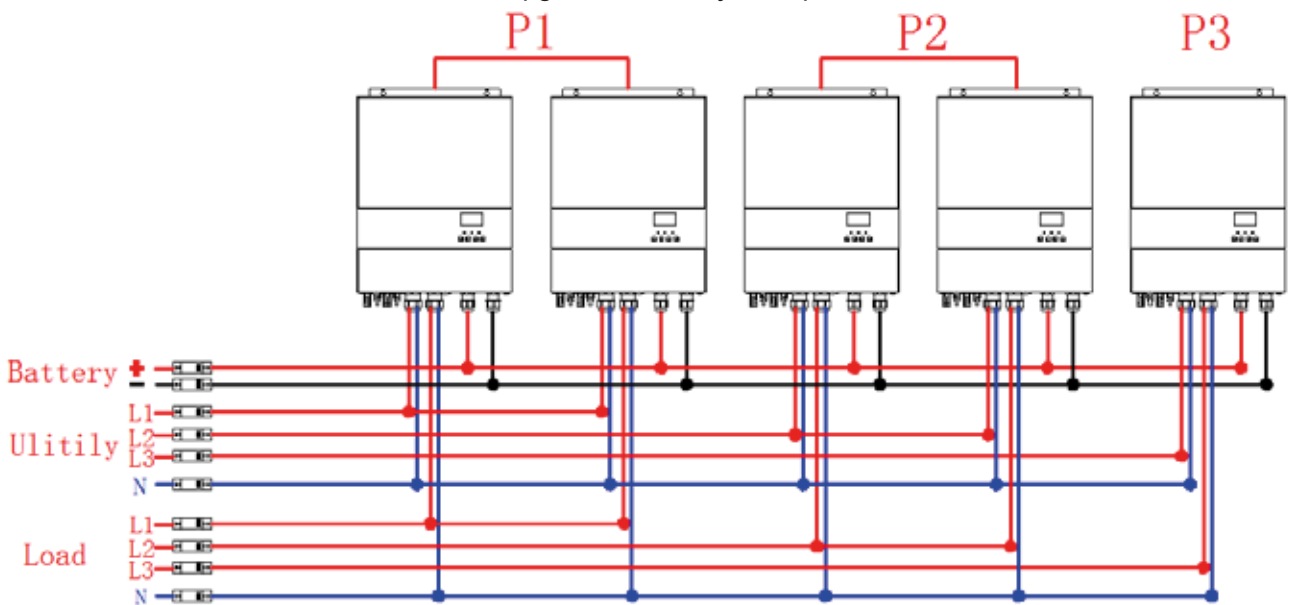 P1 P2 P3
Battery + -
L1
Ulitily L2
L3
N
L1
Load L2
L3
N